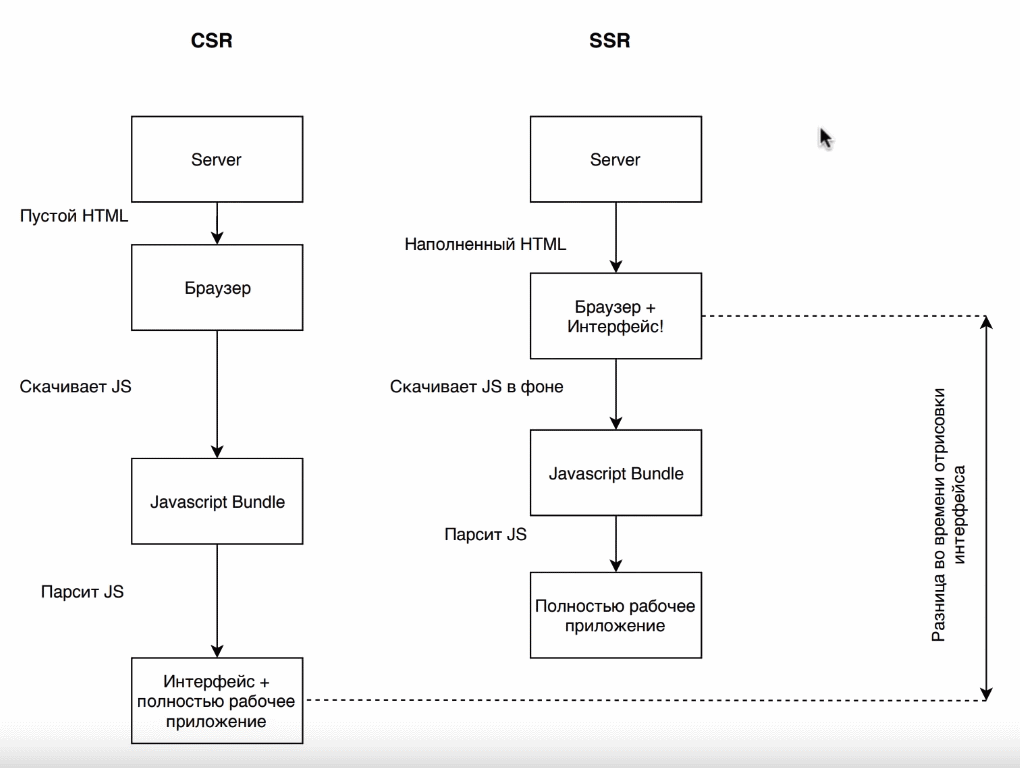 CSR
Server
Пустой HTML
Браузер
Скачивает JS
Javascript Bundle
Парсит JS
Интерфейс +
полностью рабочее
приложение
SSR
Server
Наполненный HTML
Браузер +
Интерфейс!
Скачивает JS в фоне
Javascript Bundle
Парсит JS
Полностью рабочее
приложение
Разница во времени отрисовки
интерфейса